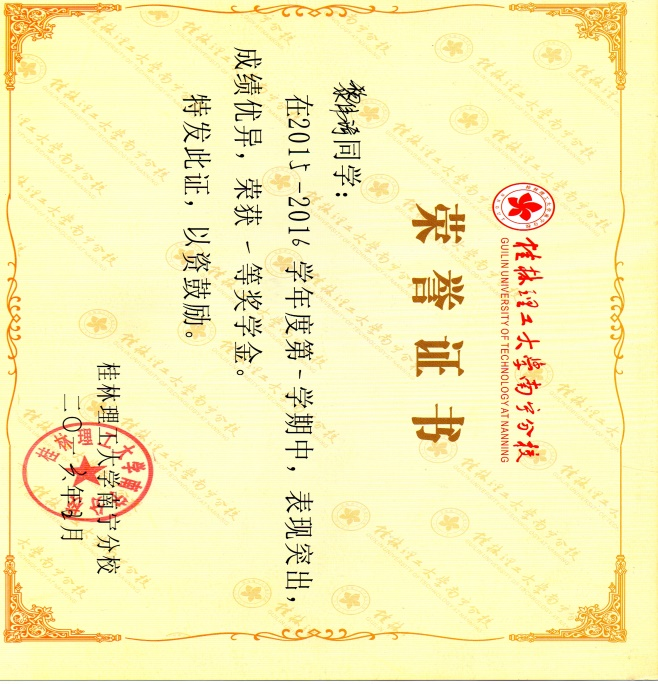 桂林理工大学南宁分校
GUILIN UNIVERSITY OF TECHNOLOGY AT NANNING
荣誉证书
同学：
在2015-2016学年度第一学期中，表现突出，
成绩优异，荣获一等奖学金。
特发此证，以资鼓励。
桂林理工大学南宁分校
二〇一六年 月